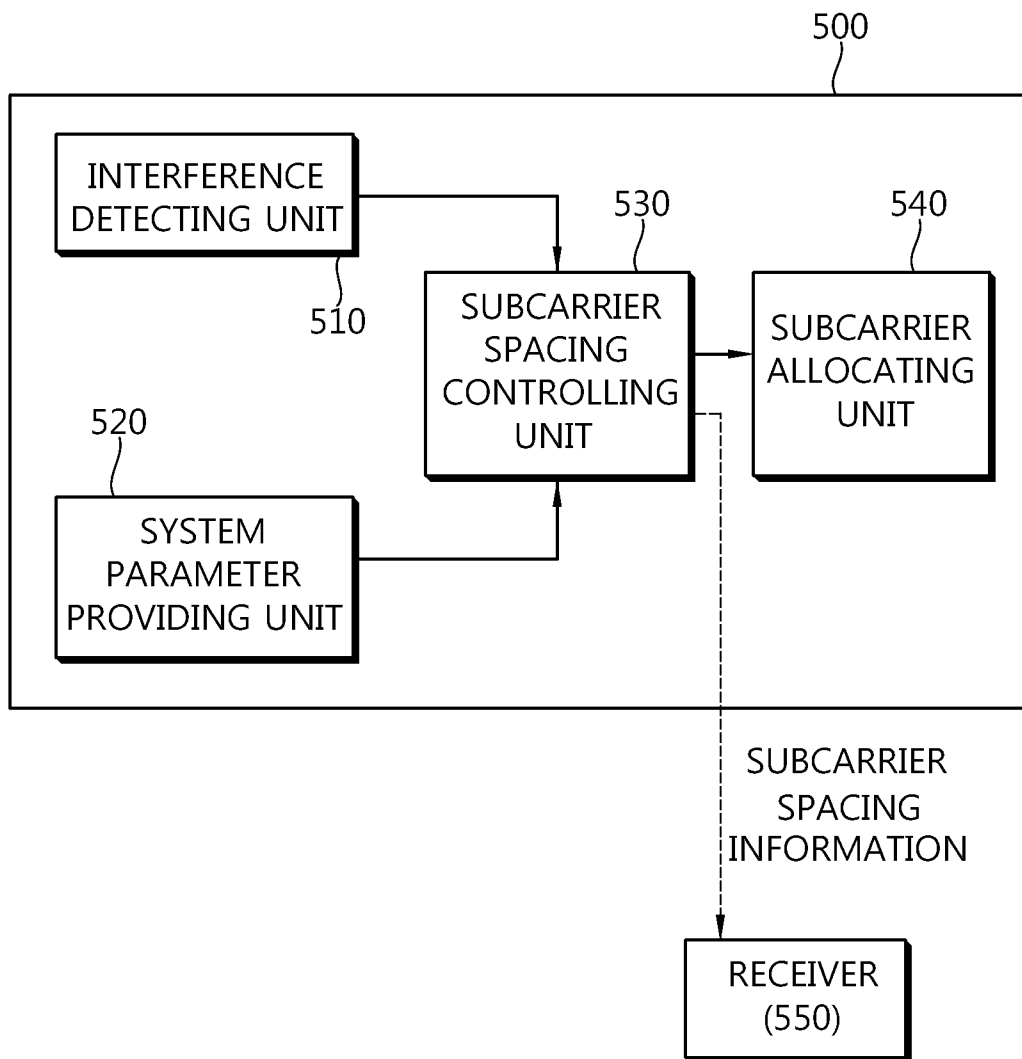 500
INTERFERENCE
DETECTING UNIT
510
530
540
SUBCARRIER
SPACING
CONTROLLING
UNIT
SUBCARRIER
ALLOCATING
UNIT
520
SYSTEM
PARAMETER
PROVIDING UNIT
SUBCARRIER
SPACING
INFORMATION
RECEIVER
(550)